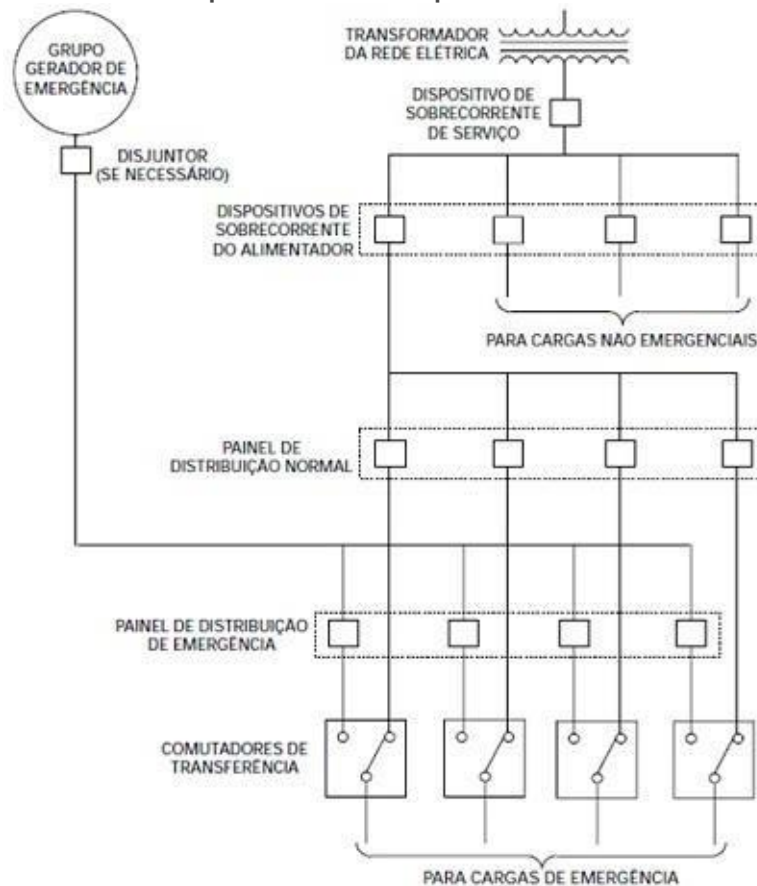 GRUPO
GERADOR DE
EMERGÊNCIA
TRANSFORMADOR
DA REDE ELÉTRICA
DISPOSITIVO DE
SOBRECORRENTE
DE SERVIÇO
DISJUNTOR
(SE NECESSÁRIO)
DISPOSITIVOS DE
SOBRECORRENTE
DO ALIMENTADOR
PARA CARGAS NÃO EMERGENCIAIS
PAINEL DE
DISTRIBUIÇÃO NORMAL
PAINEL DE DISTRIBUIÇÃO
DE EMERGÊNCIA
COMUTADORES DE
TRANSFERÊNCIA
PARA CARGAS DE EMERGÊNCIA